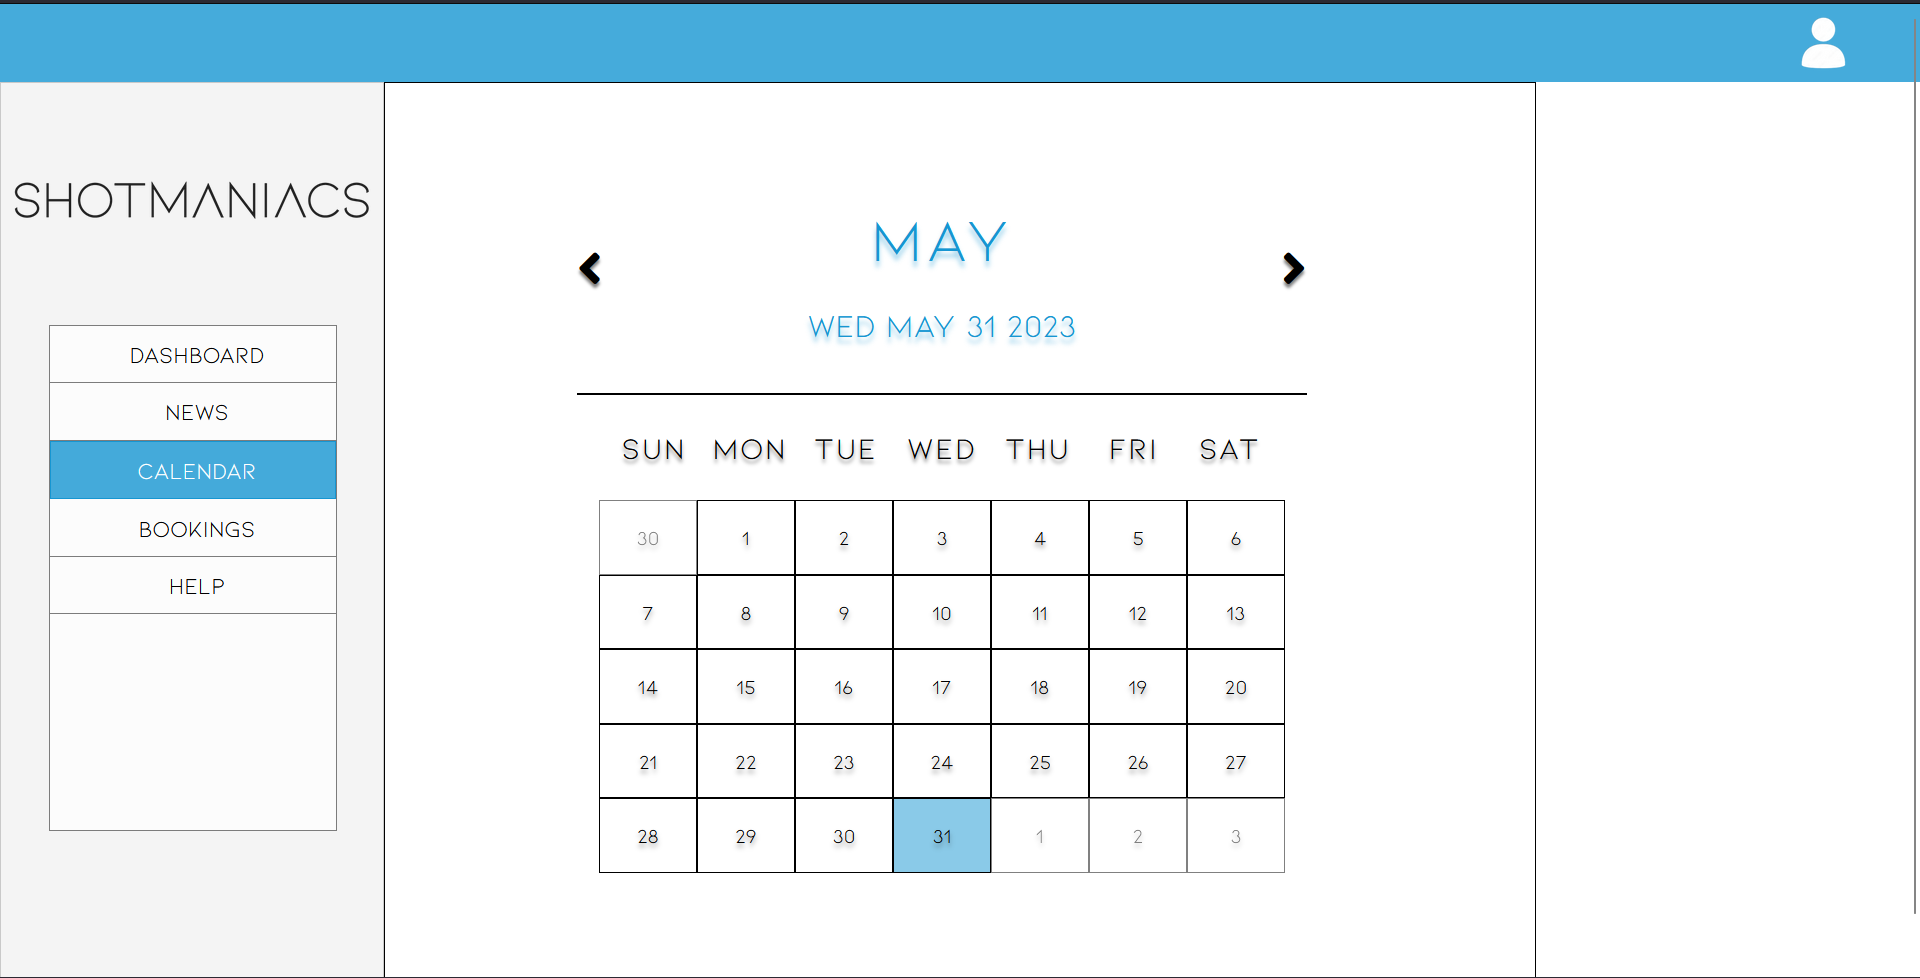 SHOTMANIACS
DASHBOARD
NEWS
CALENDAR
BOOKINGS
HELP
MAY
WED MAY 31 2023
SUN MON TUE WED THU FRI SAT
30 1 2 3 4 5 6
7 8 9 10 11 12 13
14 15 16 17 18 19 20
21 22 23 24 25 26 27
28 29 30 31 1 2 3